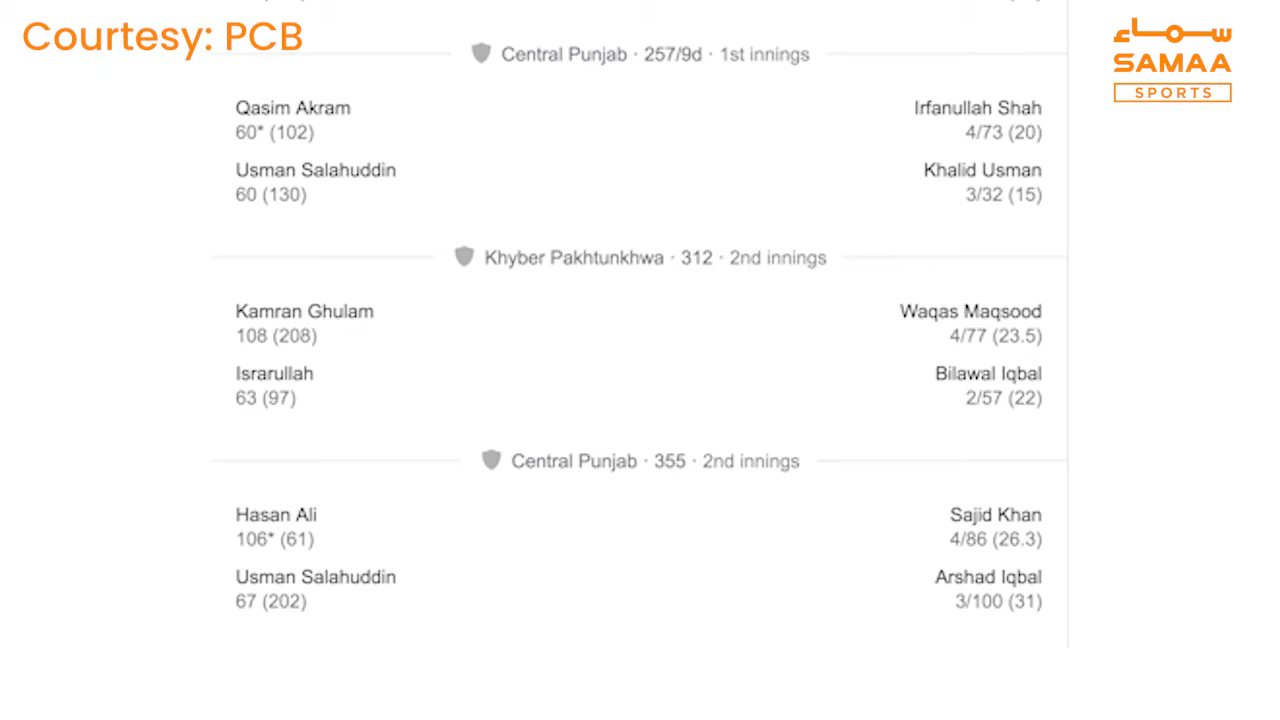 Courtesy: PCB
سماء
SAMAA
SPORTS
Central Punjab · 257/9d · 1st innings
Qasim Akram
60* (102)
Irfanullah Shah
4/73 (20)
Usman Salahuddin
60 (130)
Khalid Usman
3/32 (15)
Khyber Pakhtunkhwa · 312 · 2nd innings
Kamran Ghulam
108 (208)
Waqas Maqsood
4/77 (23.5)
Israrullah
63 (97)
Bilawal Iqbal
2/57 (22)
Central Punjab · 355 · 2nd innings
Hasan Ali
106* (61)
Sajid Khan
4/86 (26.3)
Usman Salahuddin
67 (202)
Arshad Iqbal
3/100 (31)